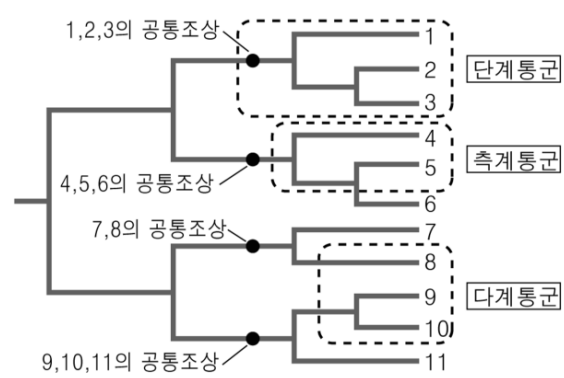 1,2,3의 공통조상
1
2
단계통군
3
4
5
측계통군
4,5,6의 공통조상
6
7,8의 공통조상
7
8
9
다계통군
10
9,10,11의 공통조상
11